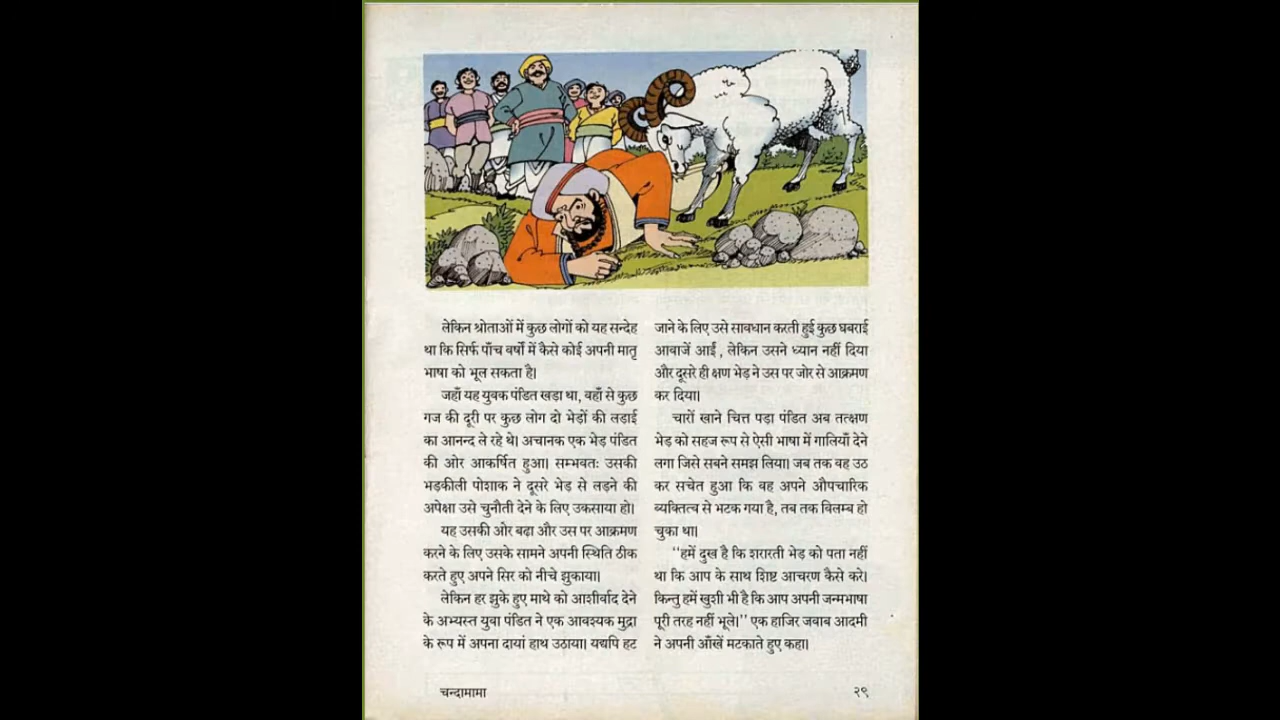 लेकिन श्रोताओं में कुछ लोगों को यह सन्देह
था कि सिर्फ पाँच वर्षों में कैसे कोई अपनी मातृ
भाषा को भूल सकता है।
जहाँ यह युवक पंडित खड़ा था, वहाँ से कुछ
गज की दूरी पर कुछ लोग दो भेड़ों की लड़ाई
का आनन्द ले रहे थे। अचानक एक भेड़ पंडित
की ओर आकर्षित हुआ। सम्भवतः उसकी
भड़कीली पोशाक ने दूसरे भेड़ से लड़ने की
अपेक्षा उसे चुनौती देने के लिए उकसाया हो।
यह उसकी ओर बढ़ा और उस पर आक्रमण
करने के लिए उसके सामने अपनी स्थिति ठीक
करते हुए अपने सिर को नीचे झुकाया।
लेकिन हर झुके हुए माथे को आशीर्वाद देने
के अभ्यस्त युवा पंडित ने एक आवश्यक मुद्रा
के रूप में अपना दायां हाथ उठाया। यद्यपि हट
जाने के लिए उसे सावधान करती हुई कुछ घबराई
आवाजें आईं, लेकिन उसने ध्यान नहीं दिया
और दूसरे ही क्षण भेड़ ने उस पर जोर से आक्रमण
कर दिया।
चारों खाने चित्त पड़ा पंडित अब तत्क्षण
भेड़ को सहज रूप से ऐसी भाषा में गालियाँ देने
लगा जिसे सबने समझ लिया। जब तक वह उठ
कर सचेत हुआ कि वह अपने औपचारिक
व्यक्तित्व से भटक गया है, तब तक विलम्ब हो
चुका था।
''हमें दुख है कि शरारती भेड़ को पता नहीं
था कि आप के साथ शिष्ट आचरण कैसे करे।
किन्तु हमें खुशी भी है कि आप अपनी जन्मभाषा
पूरी तरह नहीं भूले।'' एक हाजिर जवाब आदमी
ने अपनी आँखें मटकाते हुए कहा।
चन्दामामा
२९